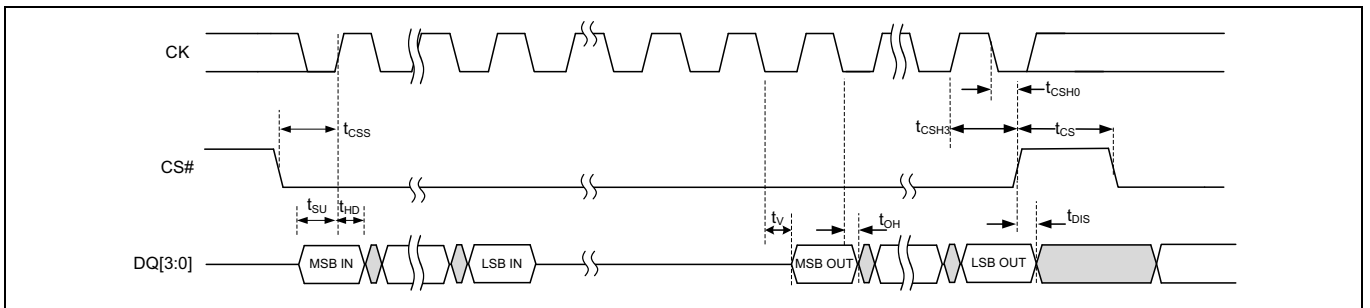 CK
tCSH0
tCSS
tCSH3
tCS
CS#
tSU
tHD
tV
tOH
tDIS
DQ[3:0]
MSB IN
LSB IN
MSB OUT
LSB OUT